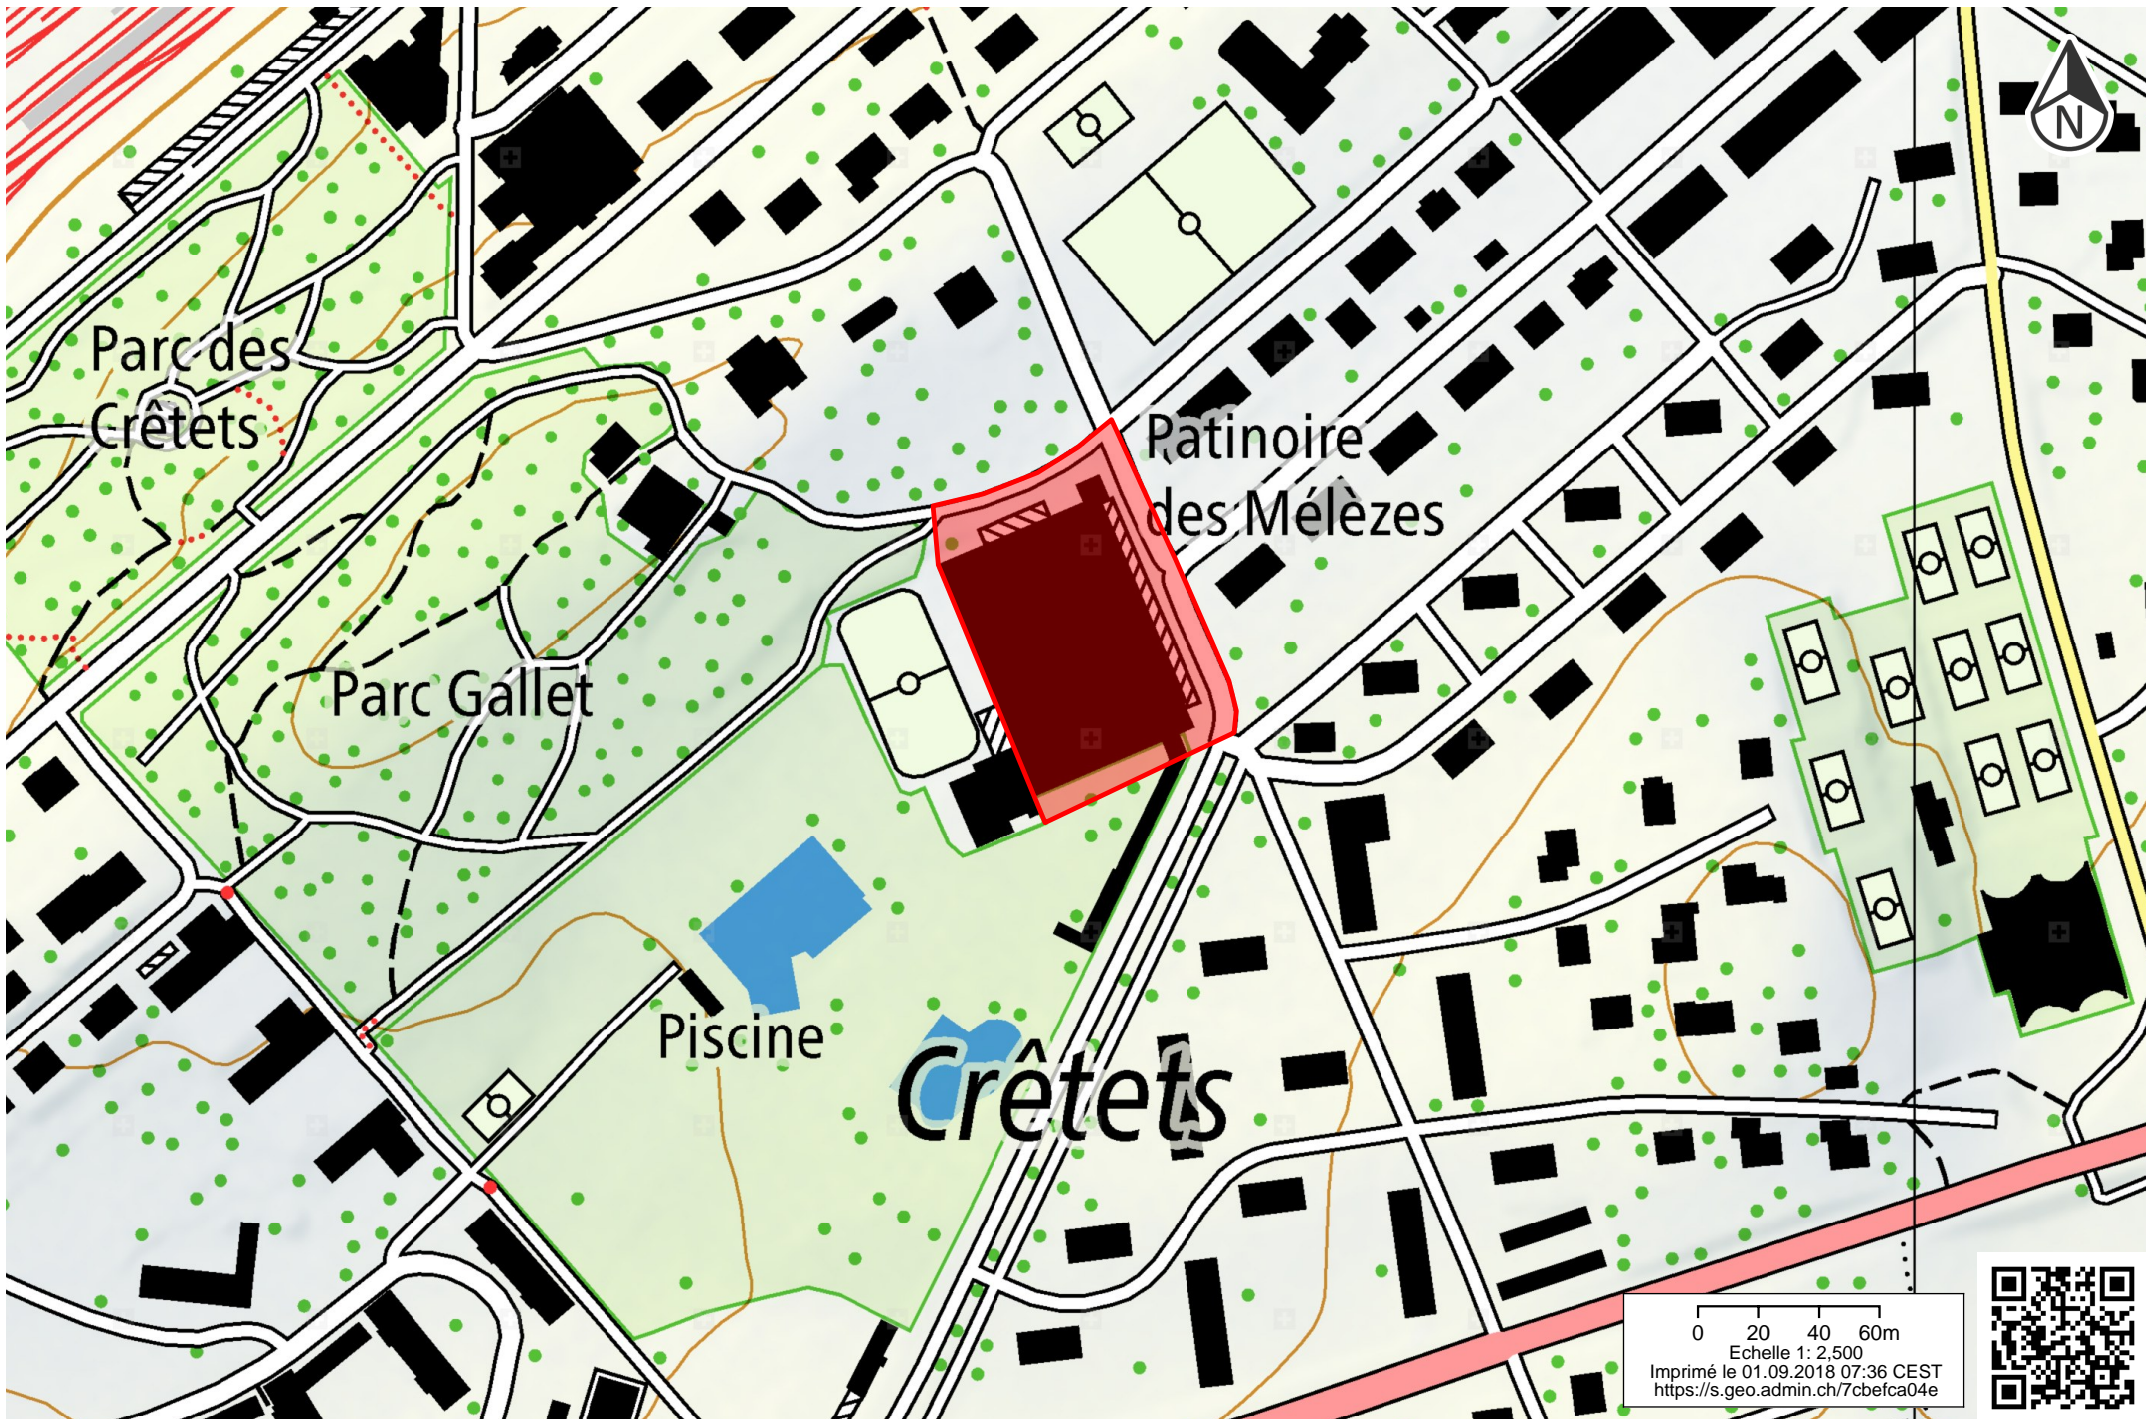 N
Parc des
Crêtets
Patinoire
des Mélèzes
Parc Gallet
Piscine
Crêtets
0 20 40 60m
Echelle 1: 2,500
Imprimé le 01.09.2018 07:36 CEST
https://s.geo.admin.ch/7cbefca04e